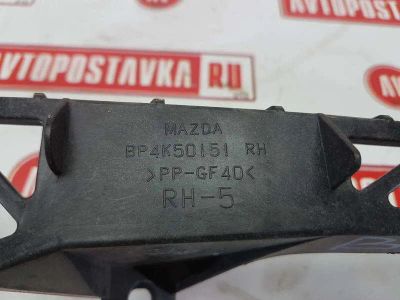 AVTOPOSTAVKA RU
MAZDA
BP4K50151 RH
>PP-GF40<
RH-5